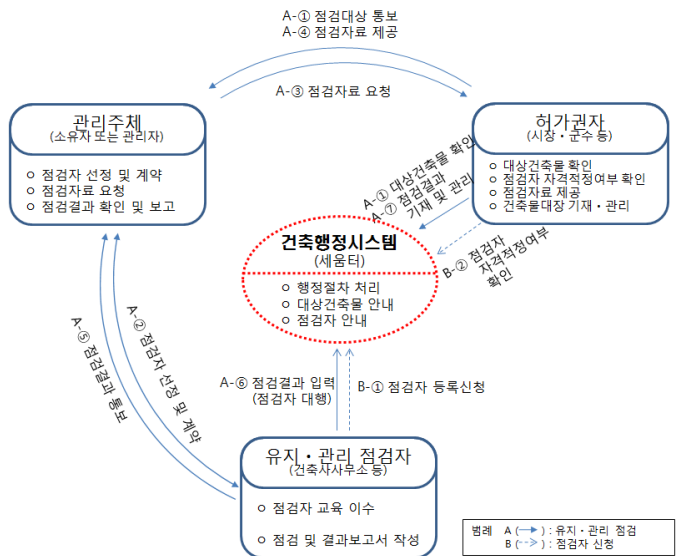 A-① 점검대상 통보
A-④ 점검자료 제공
A-③ 점검자료 요청
관리주체
(소유자 또는 관리자)
ㅇ 점검자 선정 및 계약
ㅇ 점검자료 요청
ㅇ 점검결과 확인 및 보고
허가권자
(시장・군수 등)
ㅇ 대상건축물 확인
ㅇ 점검자 자격적정여부 확인
ㅇ 점검자료 제공
ㅇ 건축물대장 기재・관리
A-① 대상건축물 확인
A-⑦ 점검결과
기재 및 관리
B-② 점검자
자격적정여부
확인
건축행정시스템
(세움터)
ㅇ 행정절차 처리
ㅇ 대상건축물 안내
ㅇ 점검자 안내
A-② 점검자 선정 및 계약
A-⑤ 점검결과 통보
A-⑥ 점검결과 입력
(점검자 대행)
B-① 점검자 등록신청
유지・관리 점검자
(건축사사무소 등)
ㅇ 점검자 교육 이수
ㅇ 점검 및 결과보고서 작성
범례 A (→) : 유지・관리 점검
B (-->) : 점검자 신청